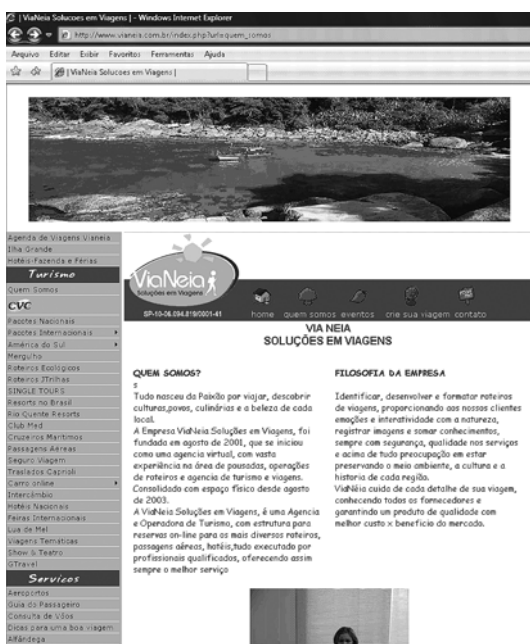 | ViaNeia Solucoes em Viagens | - Windows Internet Explorer
http://www.vianeia.com.br/index.php?url=quem_somos
Arquivo Editar Exibir Favoritos Ferramentas Ajuda
| ViaNeia Solucoes em Viagens |
Agenda de Viagens Vianeia
Ilha Grande
Hotéis-Fazenda e Férias
Turismo
Quem Somos
CVC
Pacotes Nacionais
Pacotes Internacionais
América do Sul
Mergulho
Roteiros Ecológicos
Roteiros JTrilhas
SINGLE TOURS
Resorts no Brasil
Rio Quente Resorts
Club Med
Cruzeiros Marítimos
Passagens Aéreas
Seguro Viagem
Traslados Caprioli
Carro online
Intercâmbio
Hotéis Nacionais
Feiras Internacionais
Lua de Mel
Viagens Temáticas
Show & Teatro
GTravel
Servicos
Aeroportos
Guia do Passageiro
Consulta de Vôos
Dicas para uma boa viagem
Alfândega
ViaNeia
Soluções em Viagens
SP-10-06.094.819/0001-41
home quem somos eventos crie sua viagem contato
VIA NEIA
SOLUÇÕES EM VIAGENS
QUEM SOMOS?
s
Tudo nasceu da Paixão por viajar, descobrir
culturas,povos, culinárias e a beleza de cada
local.
A Empresa ViaNeia Soluções em Viagens, foi
fundada em agosto de 2001, que se iniciou
como uma agencia virtual, com vasta
experiência na área de pousadas, operações
de roteiros e agencia de turismo e viagens.
Consolidada com espaço físico desde agosto
de 2003.
A ViaNeia Soluções em Viagens, é uma Agencia
e Operadora de Turismo, com estrutura para
reservas on-line para os mais diversos roteiros,
passagens aéreas, hotéis,tudo executado por
profissionais qualificados, oferecendo assim
sempre o melhor serviço
FILOSOFIA DA EMPRESA
Identificar, desenvolver e formatar roteiros
de viagens, proporcionando aos nossos clientes
emoções e interatividade com a natureza,
registrar imagens e somar conhecimentos,
sempre com segurança, qualidade nos serviços
e acima de tudo preocupação em estar
preservando o meio ambiente, a cultura e a
historia de cada região.
ViaNéia cuida de cada detalhe de sua viagem,
conhecendo todos os fornecedores e
garantindo um produto de qualidade com
melhor custo x beneficio do mercado.